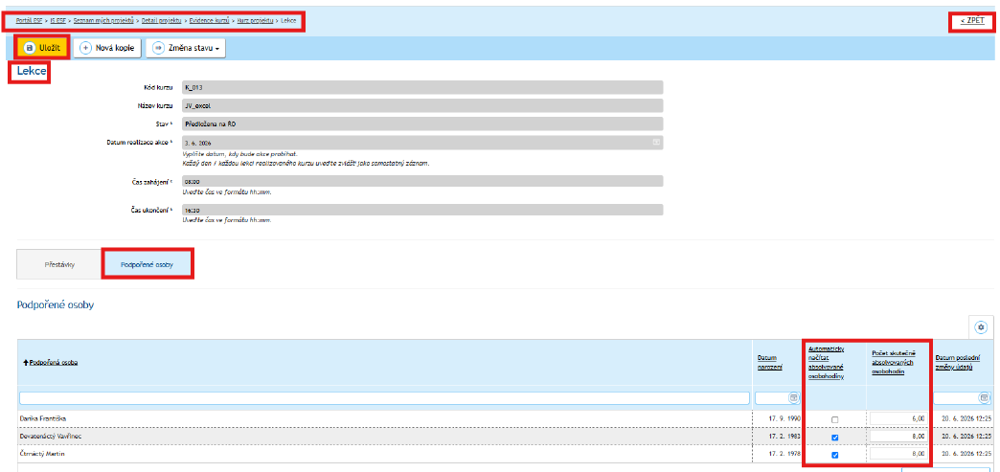 Portál ESF > IS ESF > Seznam mých projektů > Detail projektu > Evidence kurzů > Kurz projektu > Lekce
< ZPĚT
Uložit
Nová kopie
Změna stavu
Lekce
Kód kurzu K_013
Název kurzu JV_excel
Stav * Předložena na ŘO
Datum realizace akce * 3. 6. 2026
Vyplňte datum, kdy bude akce probíhat.
Každý den / každou lekci realizovaného kurzu uveďte zvlášť jako samostatný záznam.
Čas zahájení * 08:00
Uveďte čas ve formátu hh:mm.
Čas ukončení * 16:30
Uveďte čas ve formátu hh:mm.
Přestávky
Podpořené osoby
Podpořené osoby
Podpořená osoba
Datum
narození
Automaticky
načítat
absolvované
osobohodiny
Počet skutečně
absolvovaných
osobohodin
Datum poslední
změny údajů
Danka Františka 17. 9. 1990 6,00 20. 6. 2026 12:25
Devatenáctý Vavřinec 17. 2. 1983 8,00 20. 6. 2026 12:25
Čtrnáctý Martin 17. 2. 1978 8,00 20. 6. 2026 12:25